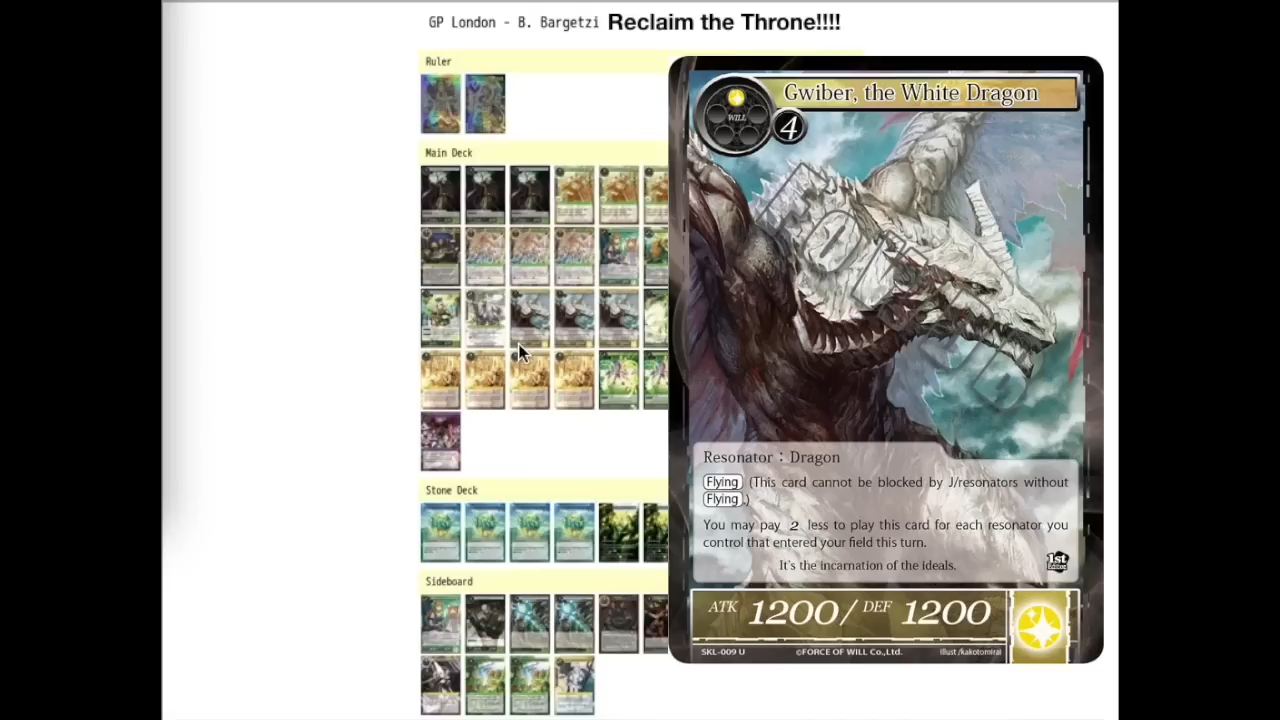 GP London - B. Bargetzi Reclaim the Throne!!!!
Ruler
Main Deck
Stone Deck
Sideboard
Gwiber, the White Dragon
WILL
4
Resonator : Dragon
Flying (This card cannot be blocked by J/resonators without
Flying.)
You may pay 2 less to play this card for each resonator you
control that entered your field this turn.
It's the incarnation of the ideals.
1st
Edition
ATK 1200/ DEF 1200
SKL-009 U ©FORCE OF WILL Co.,Ltd. Illust/kakotomirai